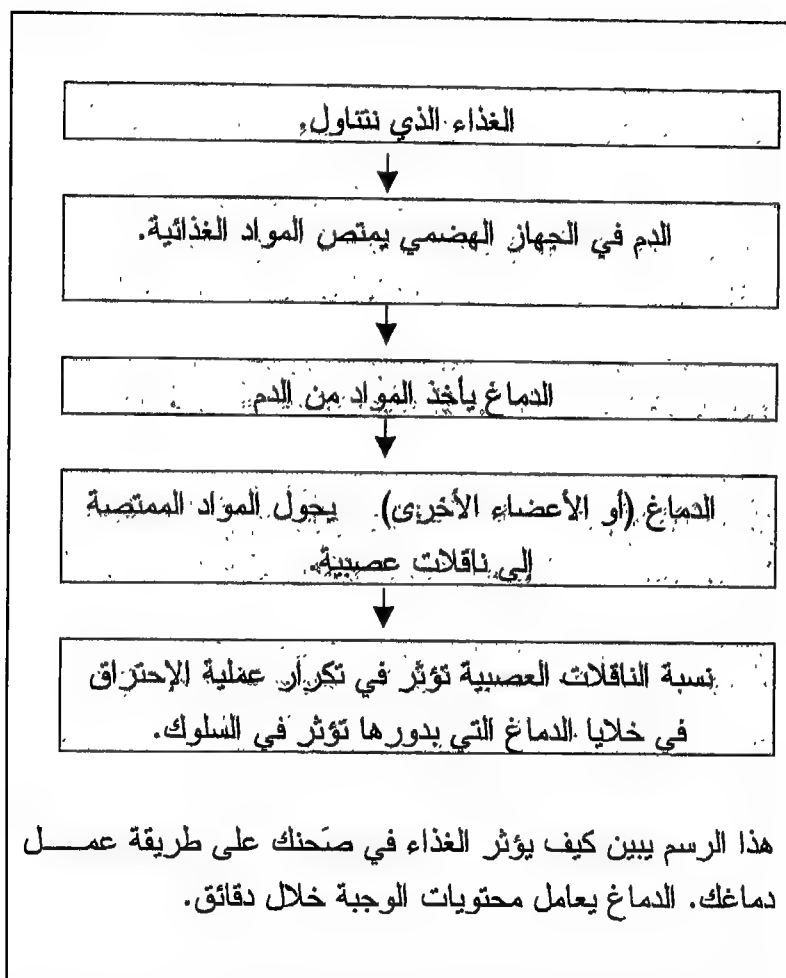 الغذاء الذي نتناوله
الدم في الجهاز الهضمي يمتص المواد الغذائية.
الدماغ يأخذ المواد من الدم
الدماغ (أو الأعضاء الأخرى) يحول المواد الممتصة
إلى ناقلات عصبية.
نسبة الناقلات العصبية تؤثر في تكرار عملية الإحتراق
في خلايا الدماغ التي بدورها تؤثر في السلوك.
هذا الرسم يبين كيف يؤثر الغذاء في صحنك على طريقة عمل
دماغك. الدماغ يعامل محتويات الوجبة خلال دقائق.